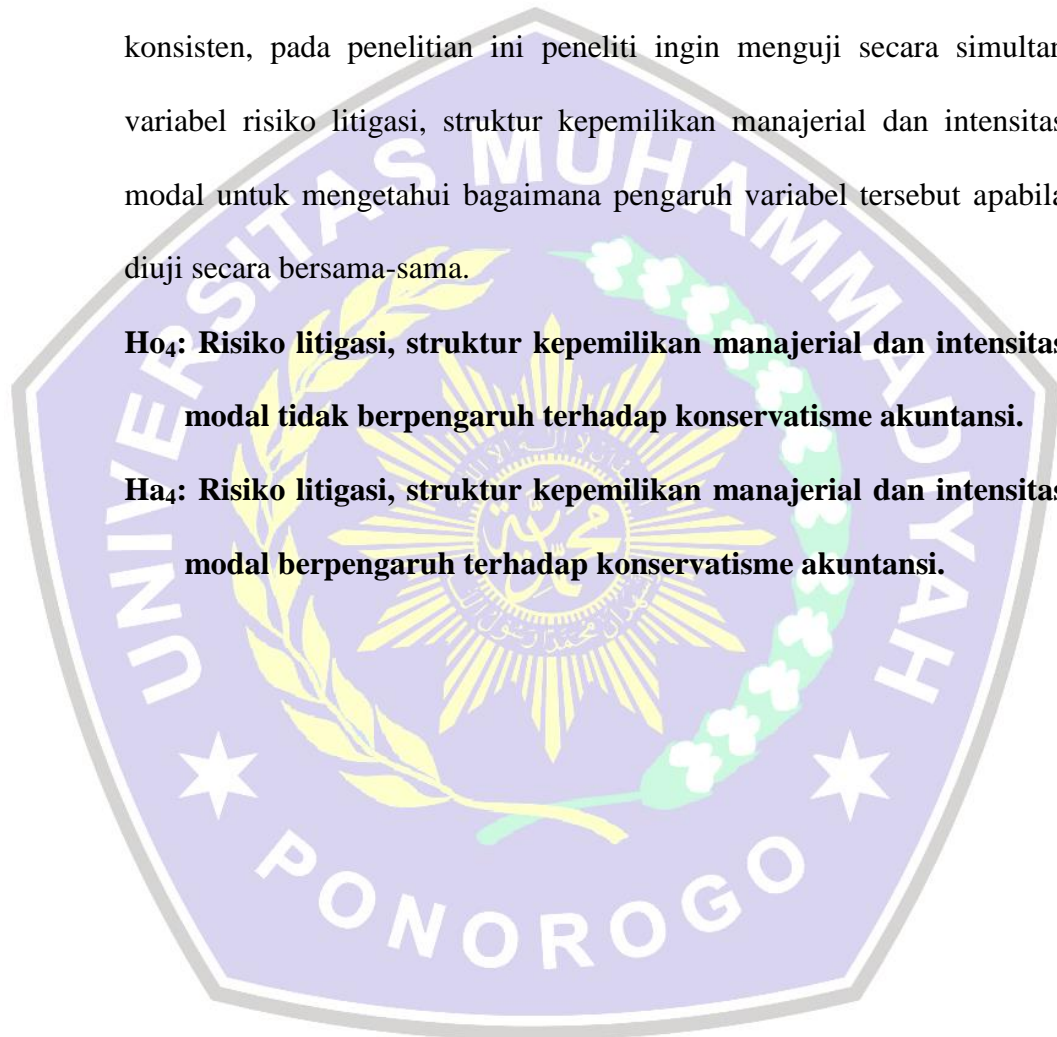 konsisten, pada penelitian ini peneliti ingin menguji secara simultan
variabel risiko litigasi, struktur kepemilikan manajerial dan intensitas
modal untuk mengetahui bagaimana pengaruh variabel tersebut apabila
diuji secara bersama-sama.
Ho₄: Risiko litigasi, struktur kepemilikan manajerial dan intensitas
modal tidak berpengaruh terhadap konservatisme akuntansi.
Ha₄: Risiko litigasi, struktur kepemilikan manajerial dan intensitas
modal berpengaruh terhadap konservatisme akuntansi.
UNIVERSITAS MUHAMMADIYAH
PONOROGO